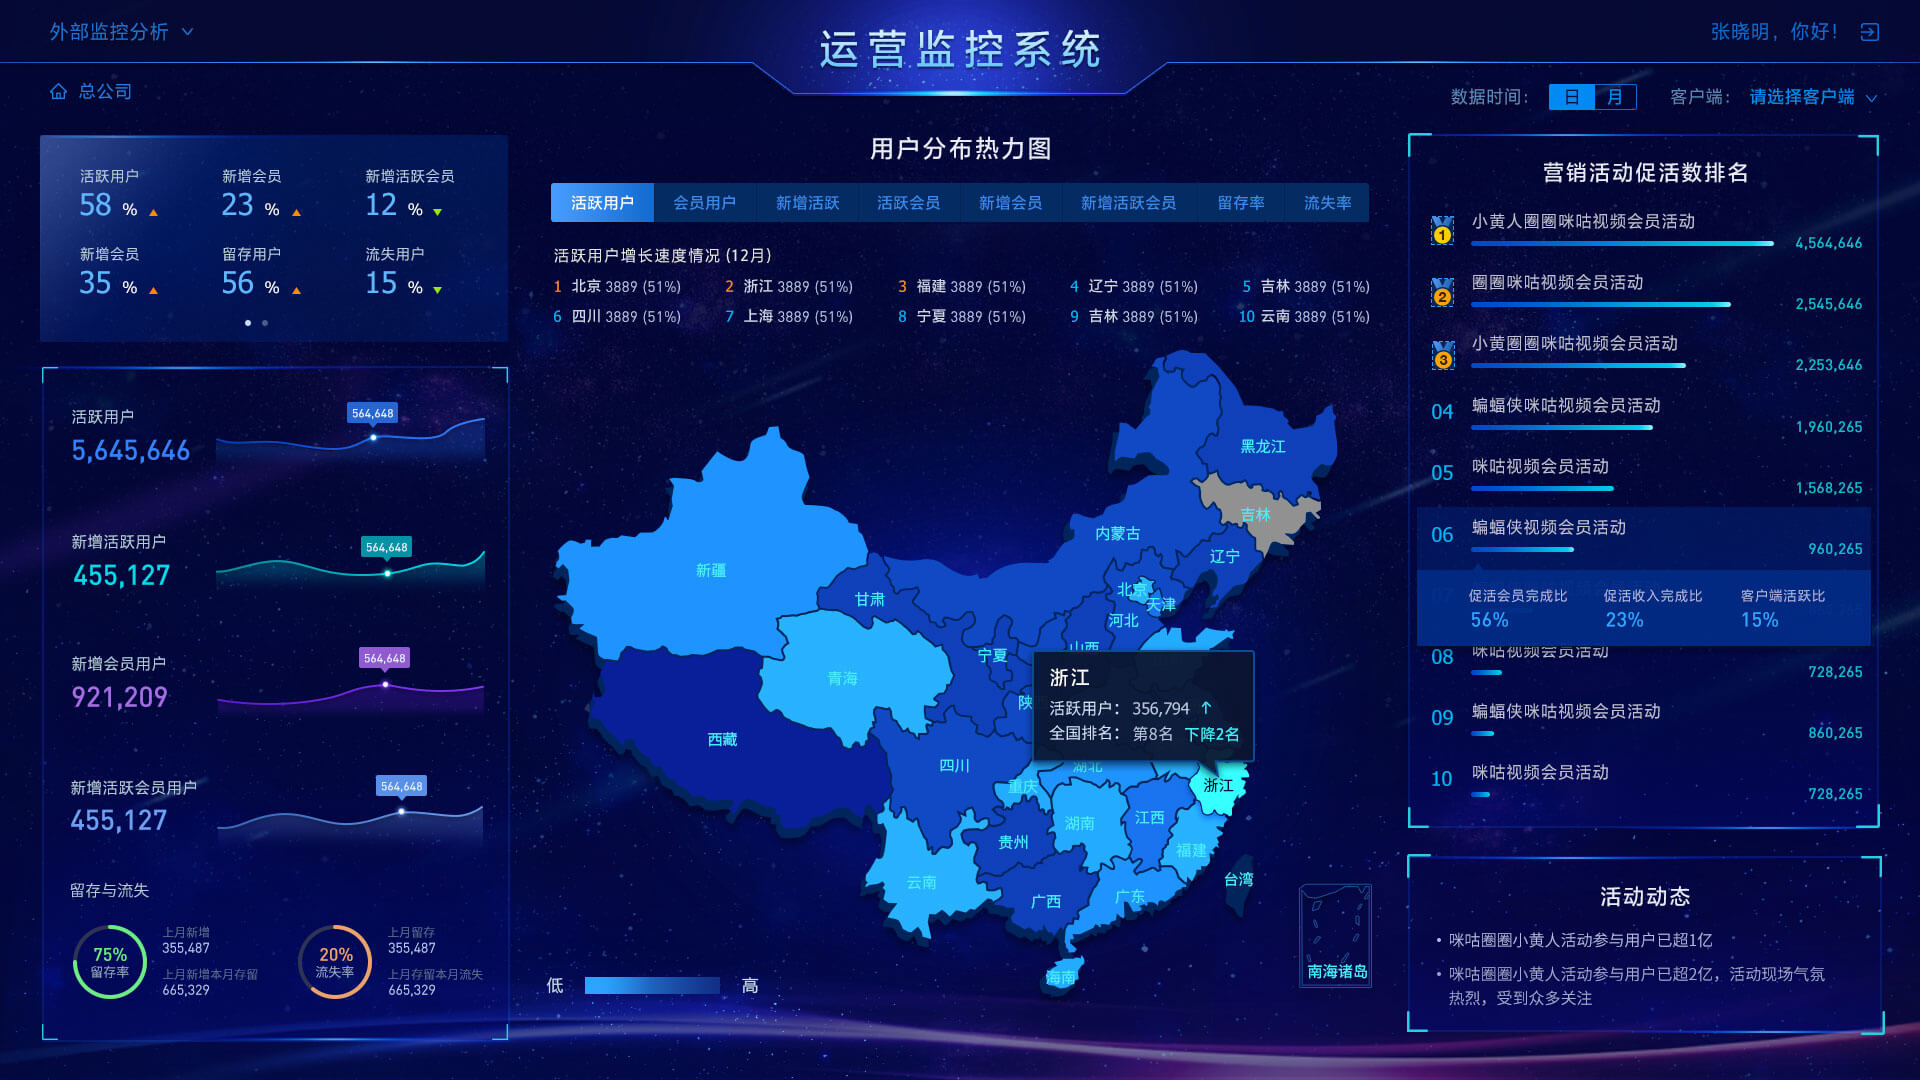 外部监控分析
运营监控系统
张晓明，你好！
总公司
数据时间： 日 月 客户端： 请选择客户端
活跃用户 新增会员 新增活跃会员
58 % 23 % 12 %
新增会员 留存用户 流失用户
35 % 56 % 15 %
活跃用户
5,645,646
564,648
新增活跃用户
455,127
564,648
新增会员用户
921,209
564,648
新增活跃会员用户
455,127
564,648
留存与流失
75%
留存率
上月新增
355,487
上月新增本月存留
665,329
20%
流失率
上月留存
355,487
上月存留本月流失
665,329
用户分布热力图
活跃用户 会员用户 新增活跃 活跃会员 新增会员 新增活跃会员 留存率 流失率
活跃用户增长速度情况 (12月)
1 北京 3889 (51%) 2 浙江 3889 (51%) 3 福建 3889 (51%) 4 辽宁 3889 (51%) 5 吉林 3889 (51%)
6 四川 3889 (51%) 7 上海 3889 (51%) 8 宁夏 3889 (51%) 9 吉林 3889 (51%) 10 云南 3889 (51%)
黑龙江
吉林
内蒙古
辽宁
新疆
北京
天津
甘肃
河北
山西
宁夏
青海
陕
西藏
四川
湖北
重庆
浙江
湖南
江西
贵州
福建
云南
台湾
广东
广西
海南
南海诸岛
浙江
活跃用户： 356,794 ↑
全国排名： 第8名 下降2名
低 高
营销活动促活数排名
1 小黄人圈圈咪咕视频会员活动
4,564,646
2 圈圈咪咕视频会员活动
2,545,646
3 小黄圈圈咪咕视频会员活动
2,253,646
04 蝙蝠侠咪咕视频会员活动
1,960,265
05 咪咕视频会员活动
1,568,265
06 蝙蝠侠视频会员活动
960,265
促活会员完成比 促活收入完成比 客户端活跃比
56% 23% 15%
08 咪咕视频会员活动
728,265
09 蝙蝠侠咪咕视频会员活动
860,265
10 咪咕视频会员活动
728,265
活动动态
• 咪咕圈圈小黄人活动参与用户已超1亿
• 咪咕圈圈小黄人活动参与用户已超2亿，活动现场气氛
热烈，受到众多关注